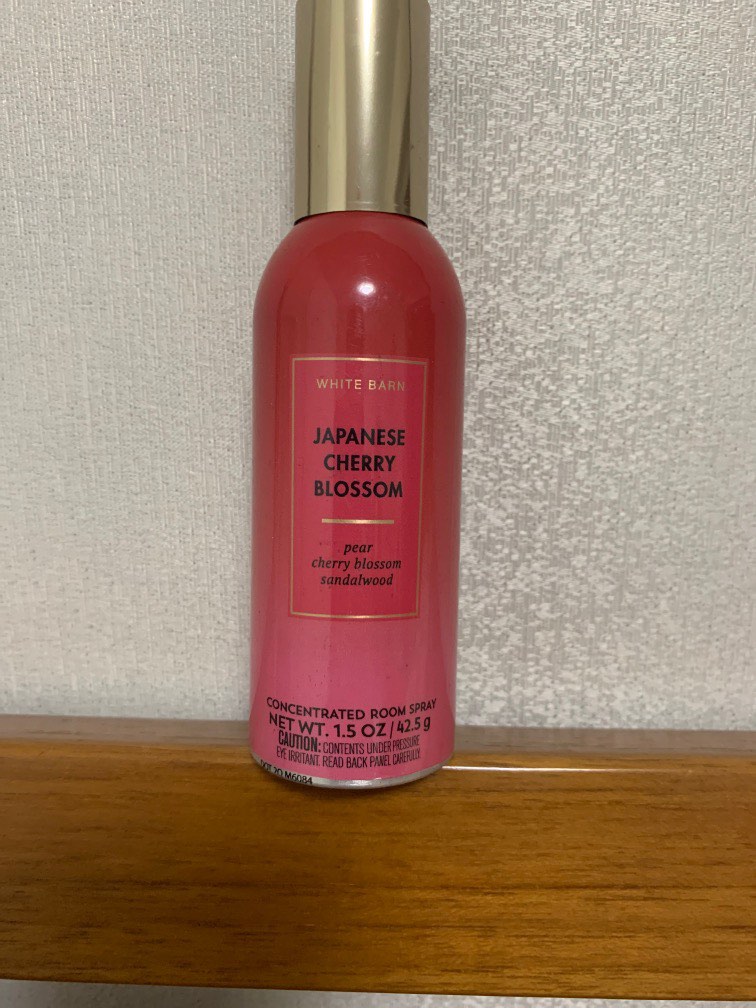 WHITE BARN
JAPANESE
CHERRY
BLOSSOM
pear
cherry blossom
sandalwood
CONCENTRATED ROOM SPRAY
NET WT. 1.5 OZ / 42.5 g
CAUTION: CONTENTS UNDER PRESSURE
EYE IRRITANT. READ BACK PANEL CAREFULLY.
M6084